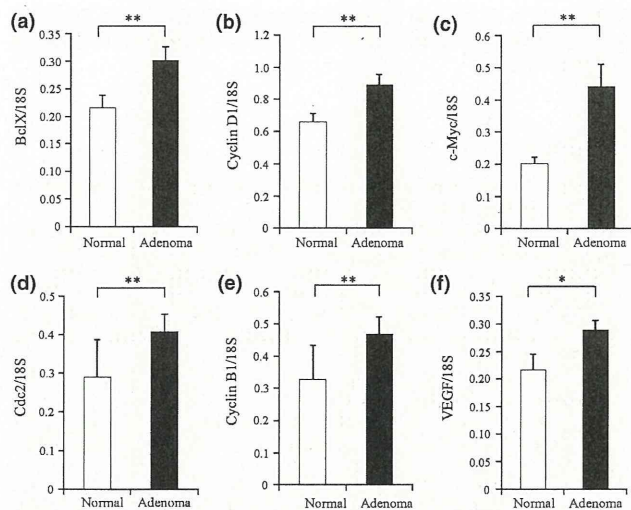 (a)
**
BclX/18S
0.35
0.30
0.25
0.20
0.15
0.10
0.05
0
Normal Adenoma
(b)
**
Cyclin D1/18S
1.2
1.0
0.8
0.6
0.4
0.2
0
Normal Adenoma
(c)
**
c-Myc/18S
0.6
0.5
0.4
0.3
0.2
0.1
0
Normal Adenoma
(d)
**
Cdc2/18S
0.5
0.4
0.3
0.2
0.1
0
Normal Adenoma
(e)
**
Cyclin B1/18S
0.6
0.5
0.4
0.3
0.2
0.1
0
Normal Adenoma
(f)
*
VEGF/18S
0.35
0.30
0.25
0.20
0.15
0.10
0.05
0
Normal Adenoma